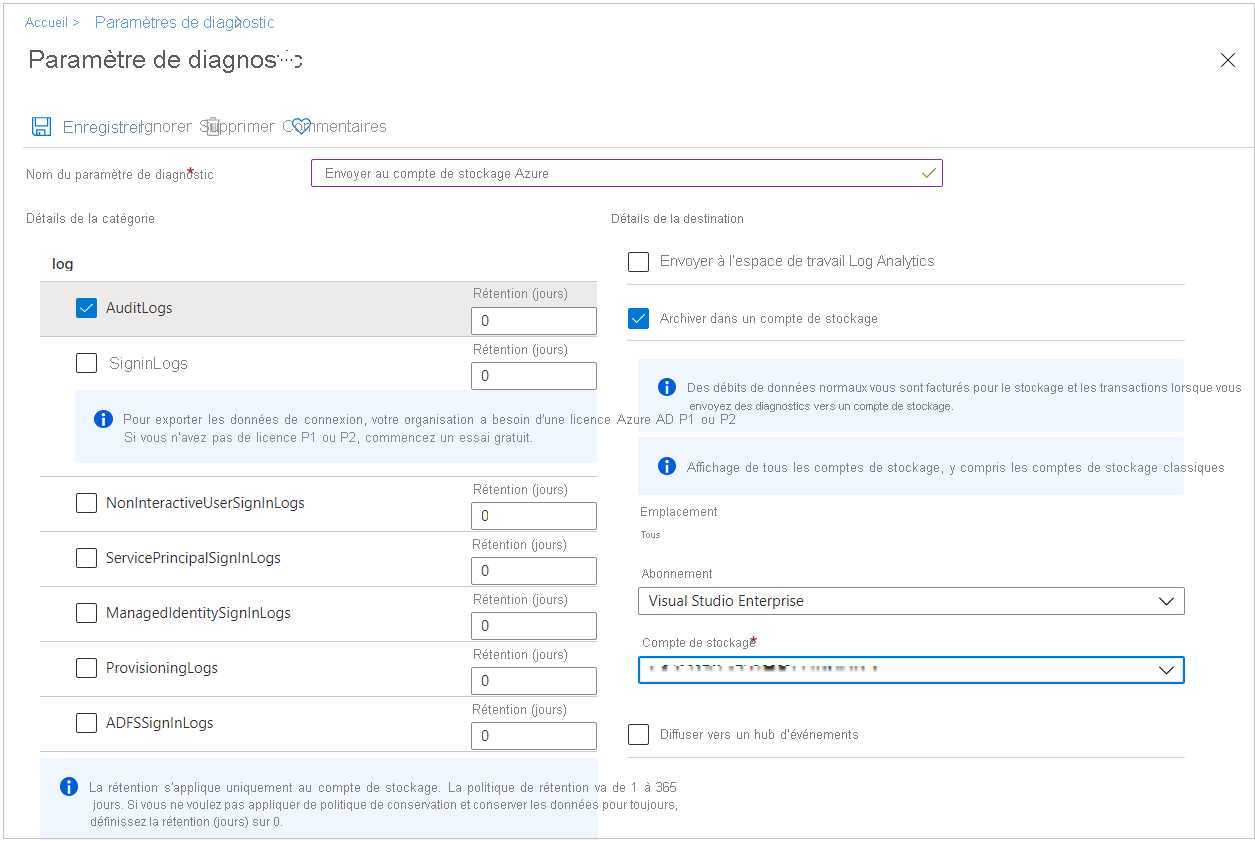 Accueil > Paramètres de diagnostic
Paramètre de diagnostic
Enregistrer Ignorer Supprimer Commentaires
Nom du paramètre de diagnostic*
Envoyer au compte de stockage Azure
Détails de la catégorie
Détails de la destination
log
AuditLogs
Rétention (jours)
0
SigninLogs
Rétention (jours)
0
Pour exporter les données de connexion, votre organisation a besoin d'une licence Azure AD P1 ou P2
Si vous n'avez pas de licence P1 ou P2, commencez un essai gratuit.
NonInteractiveUserSignInLogs
Rétention (jours)
0
ServicePrincipalSignInLogs
Rétention (jours)
0
ManagedIdentitySignInLogs
Rétention (jours)
0
ProvisioningLogs
Rétention (jours)
0
ADFSSignInLogs
Rétention (jours)
0
La rétention s'applique uniquement au compte de stockage. La politique de rétention va de 1 à 365
jours. Si vous ne voulez pas appliquer de politique de conservation et conserver les données pour toujours,
définissez la rétention (jours) sur 0.
Envoyer à l'espace de travail Log Analytics
Archiver dans un compte de stockage
Des débits de données normaux vous sont facturés pour le stockage et les transactions lorsque vous
envoyez des diagnostics vers un compte de stockage.
Affichage de tous les comptes de stockage, y compris les comptes de stockage classiques
Emplacement
Tous
Abonnement
Visual Studio Enterprise
Compte de stockage*
Diffuser vers un hub d'événements